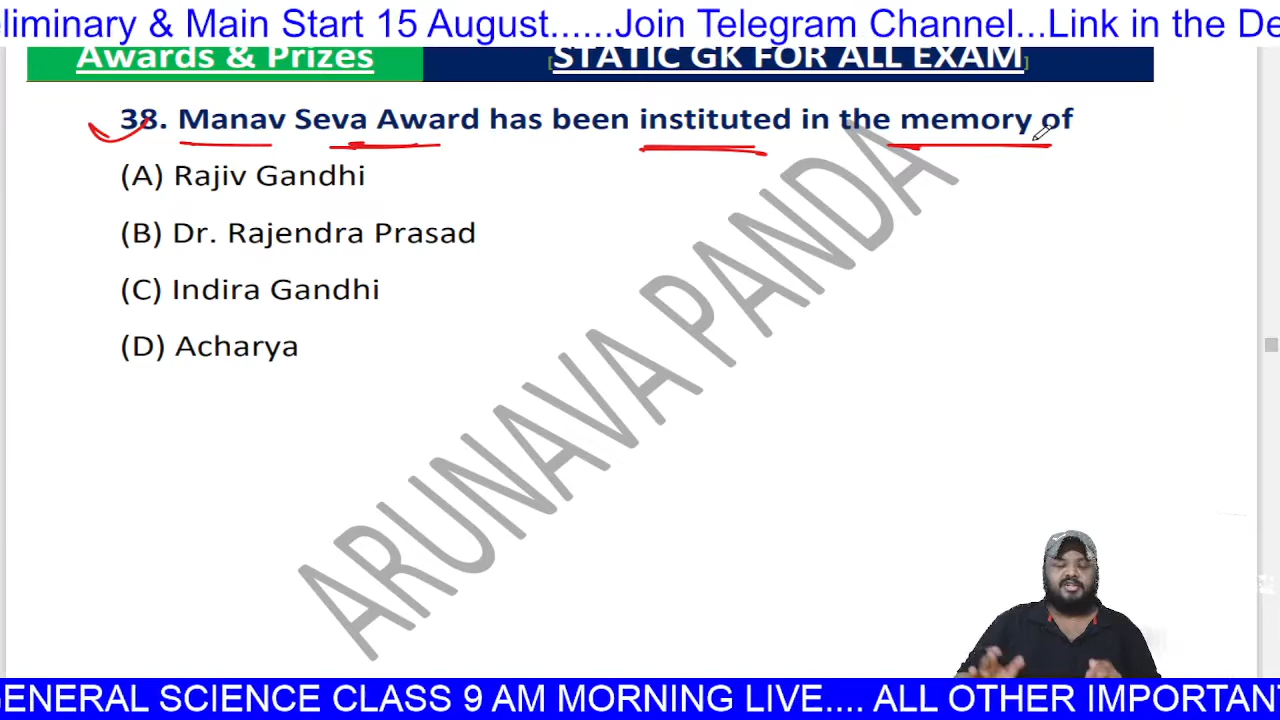 eliminary & Main Start 15 August......Join Telegram Channel...Link in the De
Awards & Prizes
[STATIC GK FOR ALL EXAM]
38. Manav Seva Award has been instituted in the memory of
(A) Rajiv Gandhi
(B) Dr. Rajendra Prasad
(C) Indira Gandhi
(D) Acharya
ARUNAVA PANDA
GENERAL SCIENCE CLASS 9 AM MORNING LIVE.... ALL OTHER IMPORTANT